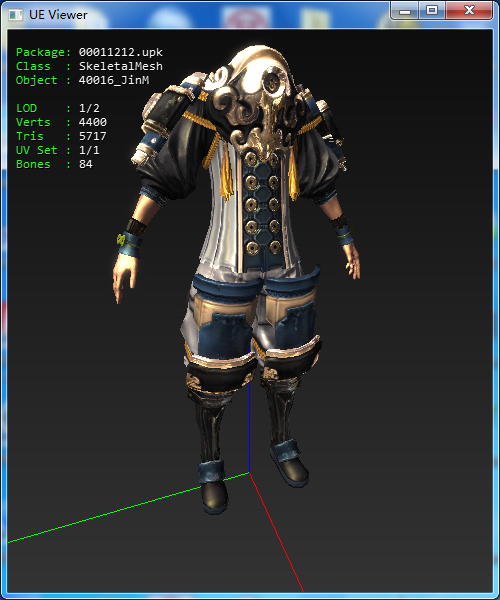 UE Viewer
Package: 00011212.upk
Class : SkeletalMesh
Object : 40016_JinM
LOD : 1/2
Verts : 4400
Tris : 5717
UV Set : 1/1
Bones : 84